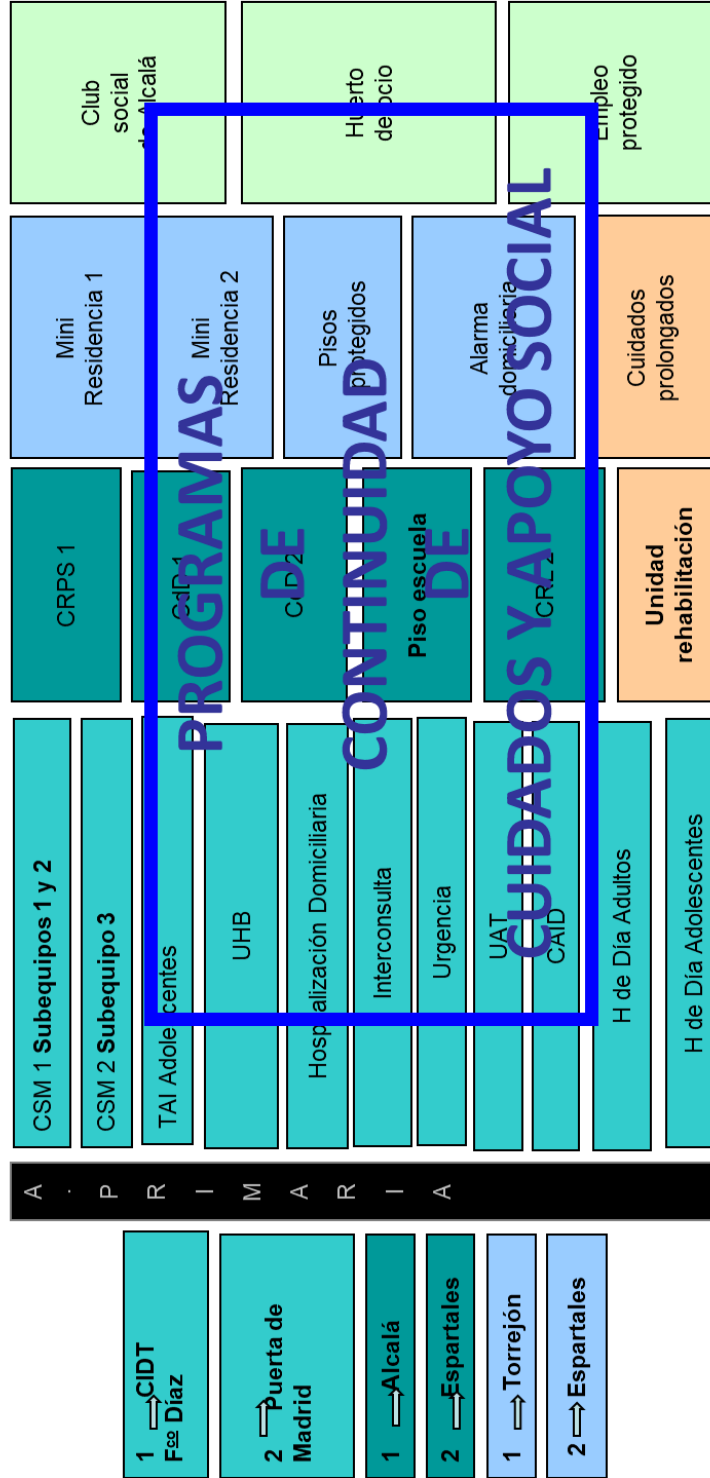 1 →CIDT
Fco Díaz
2 →Puerta de
Madrid
1 →Alcalá
2 →Espartales
1 →Torrejón
2 →Espartales
A . P R I M A R I A
CSM 1 Subequipos 1 y 2
CSM 2 Subequipo 3
TAI Adolescentes
UHB
Hospitalización Domiciliaria
Interconsulta
Urgencia
UAT
CAID
H de Día Adultos
H de Día Adolescentes
CRPS 1
CdD 1
CdD 2
Piso escuela
CRL 2
Unidad
rehabilitación
Mini
Residencia 1
Mini
Residencia 2
Pisos
protegidos
Alarma
domiciliaria
Cuidados
prolongados
Club
social
de Alcalá
Huerto
de ocio
Empleo
protegido
PROGRAMAS
DE
CONTINUIDAD
DE
CUIDADOS Y APOYO SOCIAL